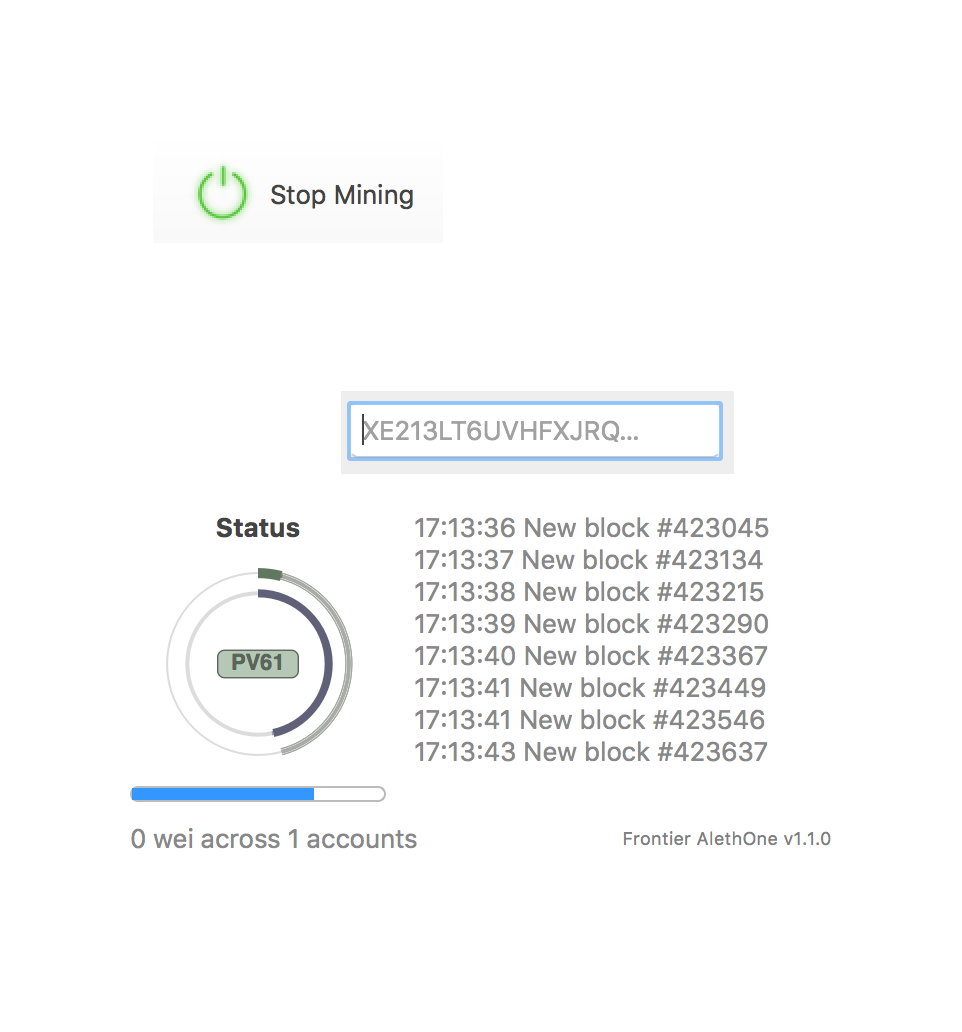 Stop Mining
XE213LT6UVHFXJRQ...
Status
PV61
17:13:36 New block #423045
17:13:37 New block #423134
17:13:38 New block #423215
17:13:39 New block #423290
17:13:40 New block #423367
17:13:41 New block #423449
17:13:41 New block #423546
17:13:43 New block #423637
0 wei across 1 accounts
Frontier AlethOne v1.1.0